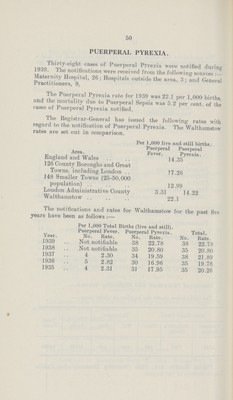 50
PUERPERAL PYREXIA.
Thirty-eight cases of Puerperal Pyrexia were notified during
1939. The notifications were received from the following sources:—
Maternity Hospital, 26; Hospitals outside the area, 3; and General
Practitioners, 9.
The Puerperal Pyrexia rate for 1939 was 22.1 per 1,000 births,
and the mortality due to Puerperal Sepsis was 5.2 per cent. of the
cases of Puerperal Pyrexia notified.
The Registrar-General has issued the following rates with
regard to the notification of Puerperal Pyrexia. The Walthamstow
rates are set out in comparison.
Per 1,000 live and still births.
Puerperal Puerperal
Area. Fever. Pyrexia.
England and Wales 14.35
126 County Boroughs and Great
Towns, including London .. 17.26
148 Smaller Towns (25-50,000
population) 12.99
London Administrative County 3.31 14.22
Walthamstow .. .. 22.1
The notifications and rates for Walthamstow for the past five
years have been as follows:—
Per 1,000 Total Births (live and still).
Puerperal Fever. Puerperal Pyrexia. Total.
Year. No. Rate. No. Rate. No. Rate.
1939 .. Not notifiable 38 22.78 38 22.78
1938 .. Not notifiable 35 20.80 35 20.80
1937 .. 4 2.30 34 19.59 38 21.89
1936 .. 5 2.82 30 16.96 35 19.78
1935 .. 4 2.31 31 17.95 35 20.26